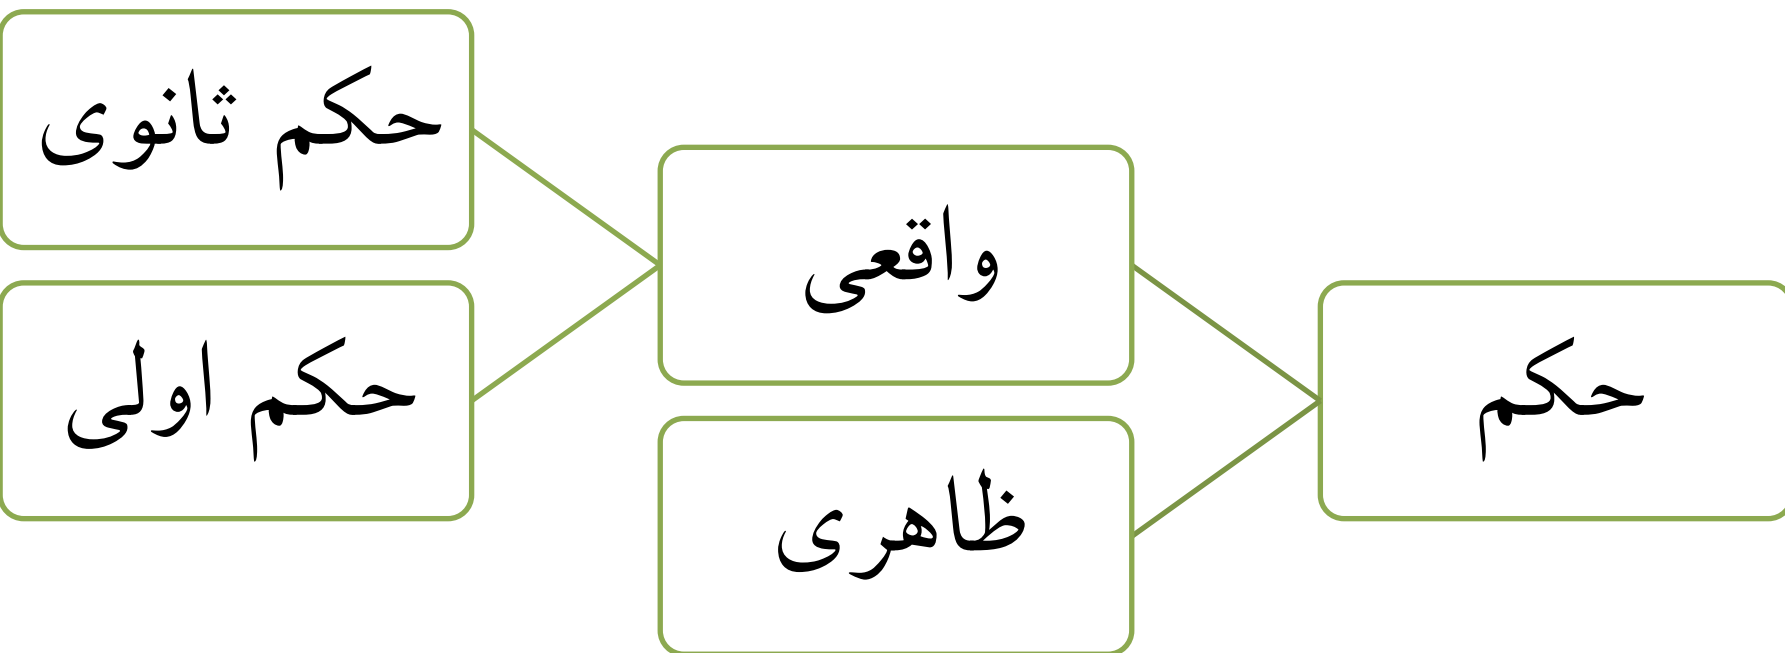 حکم
واقعی
ظاهری
حکم ثانوی
حکم اولی